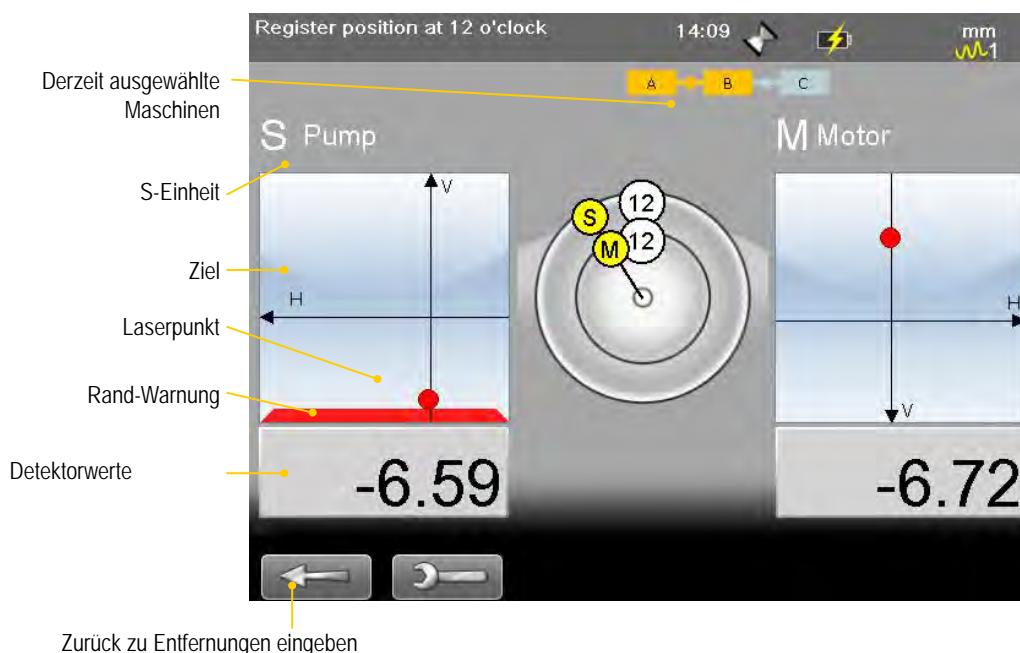 Register position at 12 o'clock
14:09
mm
1
Derzeit ausgewählte
Maschinen
A
B
C
S Pump
M Motor
S-Einheit
V
S
12
M
12
Ziel
H
H
Laserpunkt
Rand-Warnung
V
Detektorwerte
-6.59
-6.72
Zurück zu Entfernungen eingeben